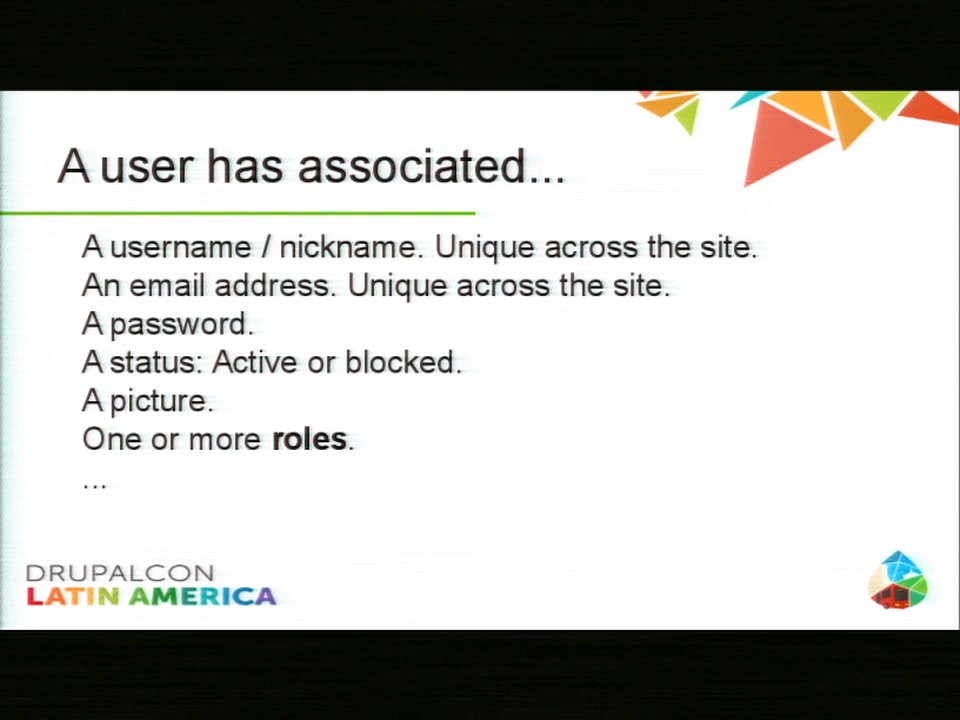 A user has associated...
A username / nickname. Unique across the site.
An email address. Unique across the site.
A password.
A status: Active or blocked.
A picture.
One or more roles.
...
DRUPALCON
LATIN AMERICA